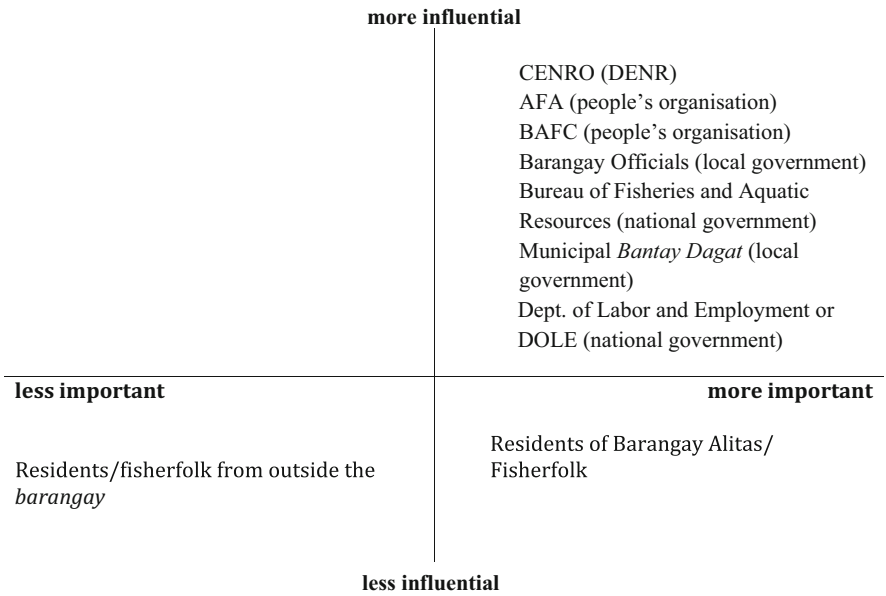 more influential
CENRO (DENR)
AFA (people’s organisation)
BAFC (people’s organisation)
Barangay Officials (local government)
Bureau of Fisheries and Aquatic
Resources (national government)
Municipal Bantay Dagat (local
government)
Dept. of Labor and Employment or
DOLE (national government)
less important
more important
Residents/fisherfolk from outside the
barangay
Residents of Barangay Alitas/
Fisherfolk
less influential